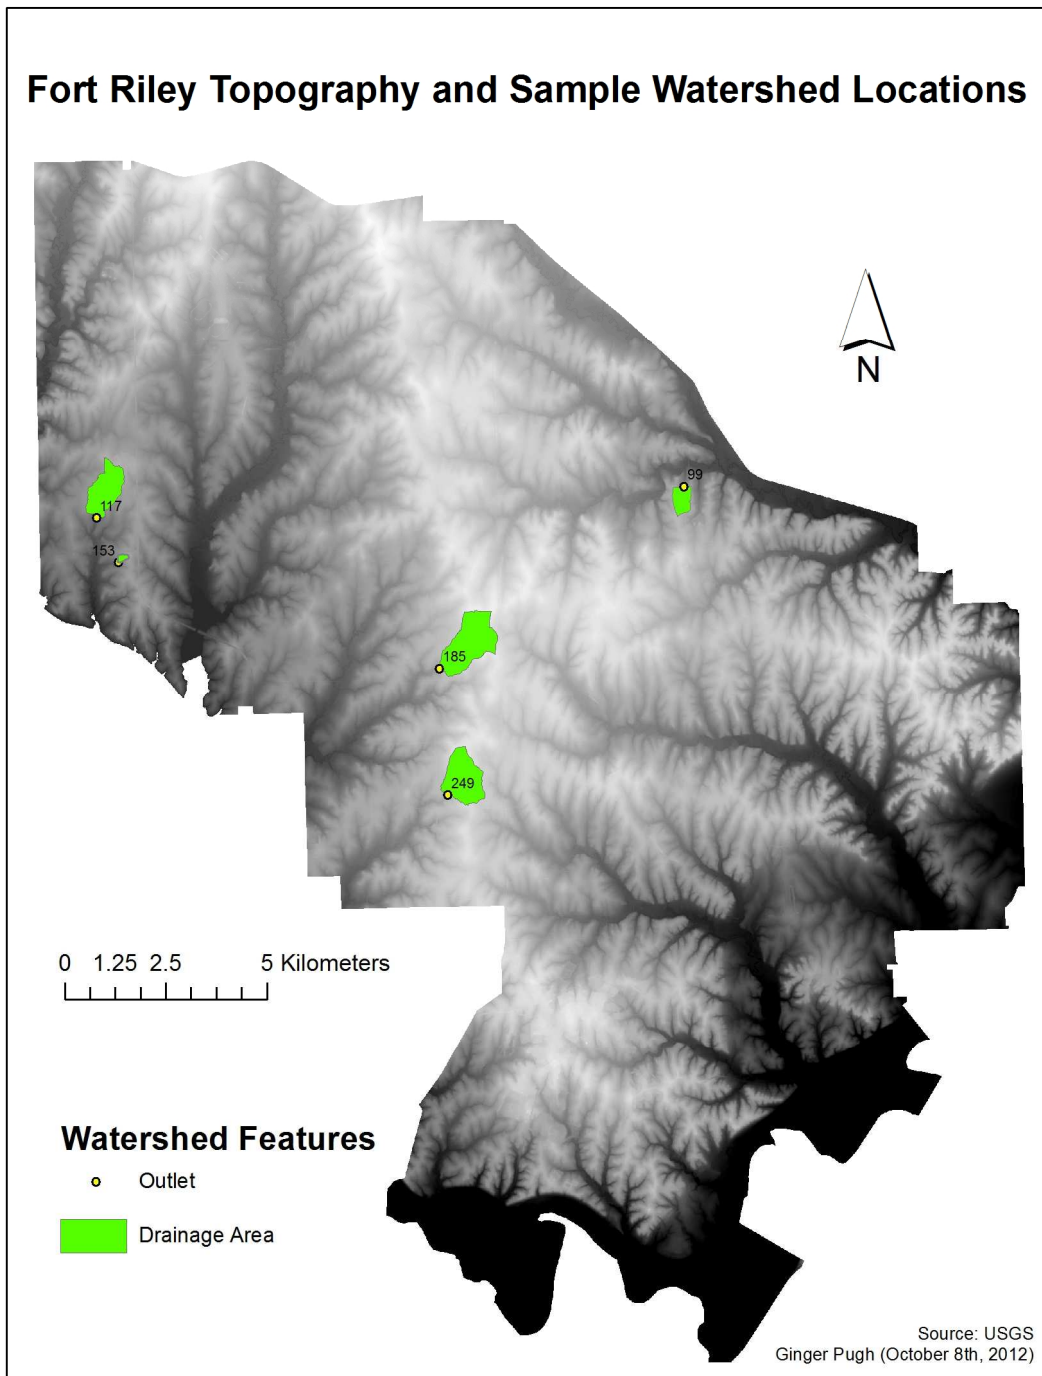 Fort Riley Topography and Sample Watershed Locations
N
99
117
153
185
249
0 1.25 2.5 5 Kilometers
Watershed Features
Outlet
Drainage Area
Source: USGS
Ginger Pugh (October 8th, 2012)